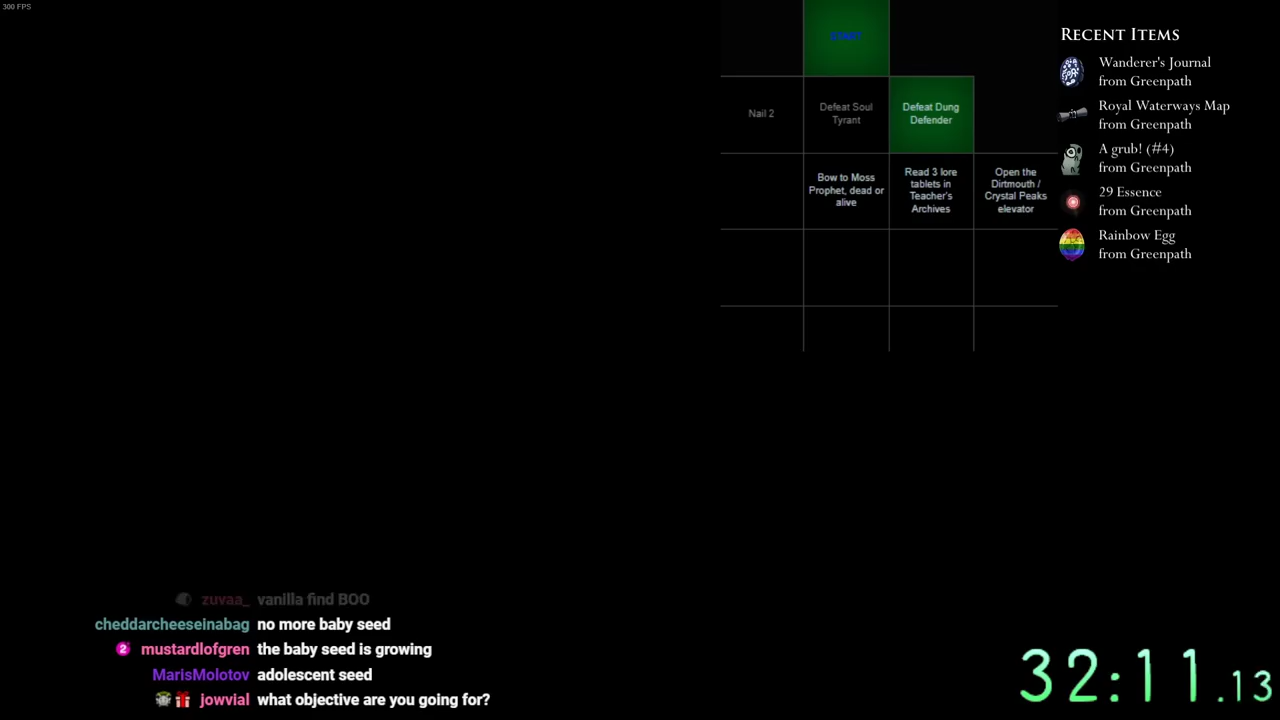 300 FPS
START
Nail 2
Defeat Soul
Tyrant
Defeat Dung
Defender
Bow to Moss
Prophet, dead or
alive
Read 3 lore
tablets in
Teacher's
Archives
Open the
Dirtmouth /
Crystal Peaks
elevator
RECENT ITEMS
Wanderer's Journal
from Greenpath
Royal Waterways Map
from Greenpath
A grub! (#4)
from Greenpath
29 Essence
from Greenpath
Rainbow Egg
from Greenpath
zuvaa_ vanilla find BOO
cheddarcheeseinabag no more baby seed
2 mustardlofgren the baby seed is growing
MarisMolotov adolescent seed
jowvial what objective are you going for?
32:11.13